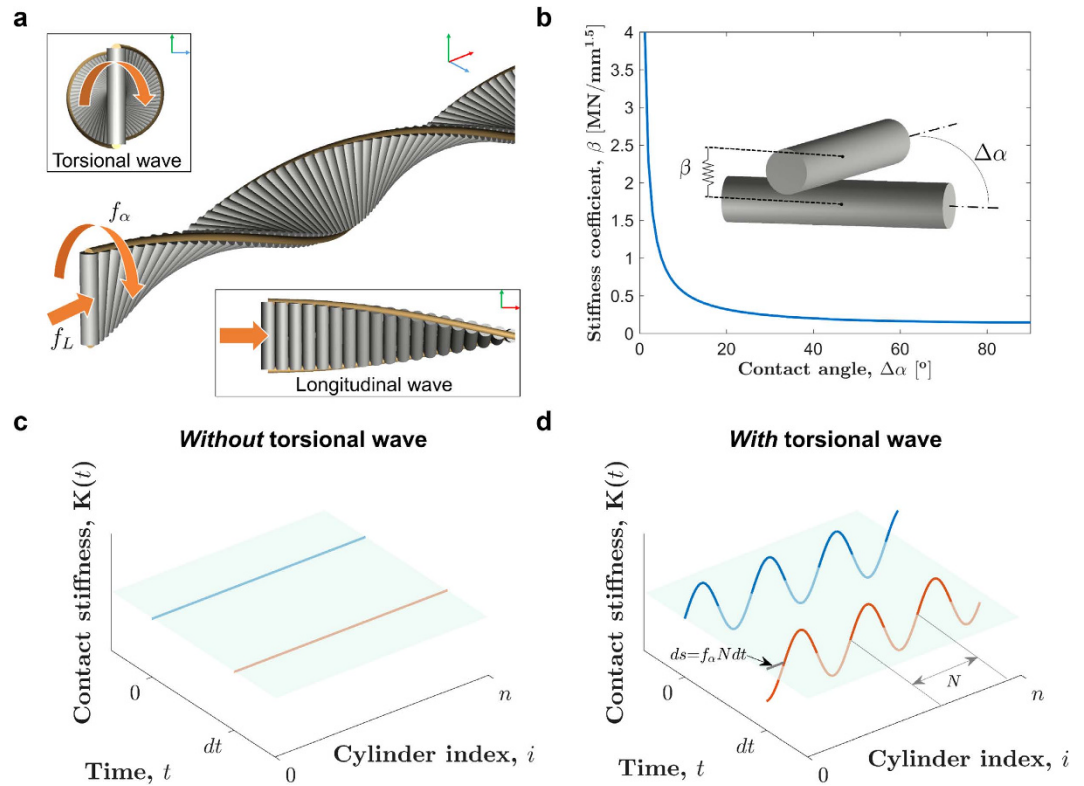 a
Torsional wave
f_α
f_L
Longitudinal wave
b
Stiffness coefficient, β [MN/mm^1.5]
4
3.5
3
2.5
2
1.5
1
0.5
0
0
20
40
60
80
Contact angle, Δα [°]
β
Δα
c
Without torsional wave
Contact stiffness, K(t)
0
dt
Time, t
0
n
Cylinder index, i
d
With torsional wave
Contact stiffness, K(t)
ds=f_αNdt
N
0
dt
Time, t
0
n
Cylinder index, i